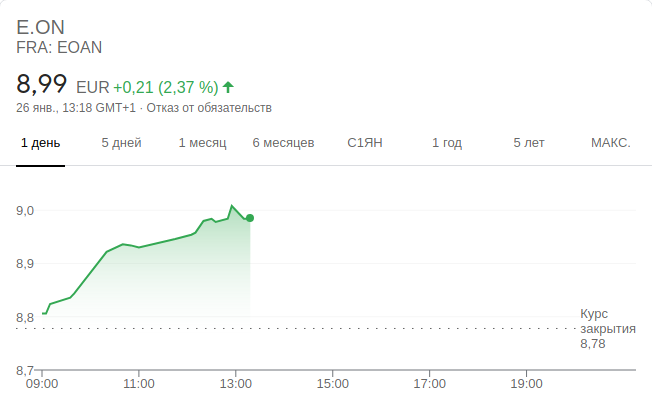 E.ON
FRA: EOAN
8,99 EUR +0,21 (2,37 %)
26 янв., 13:18 GMT+1 · Отказ от обязательств
1 день 5 дней 1 месяц 6 месяцев С1ЯН 1 год 5 лет МАКС.
9,0
8,9
8,8
Курс
закрытия
8,78
8,7
09:00 11:00 13:00 15:00 17:00 19:00